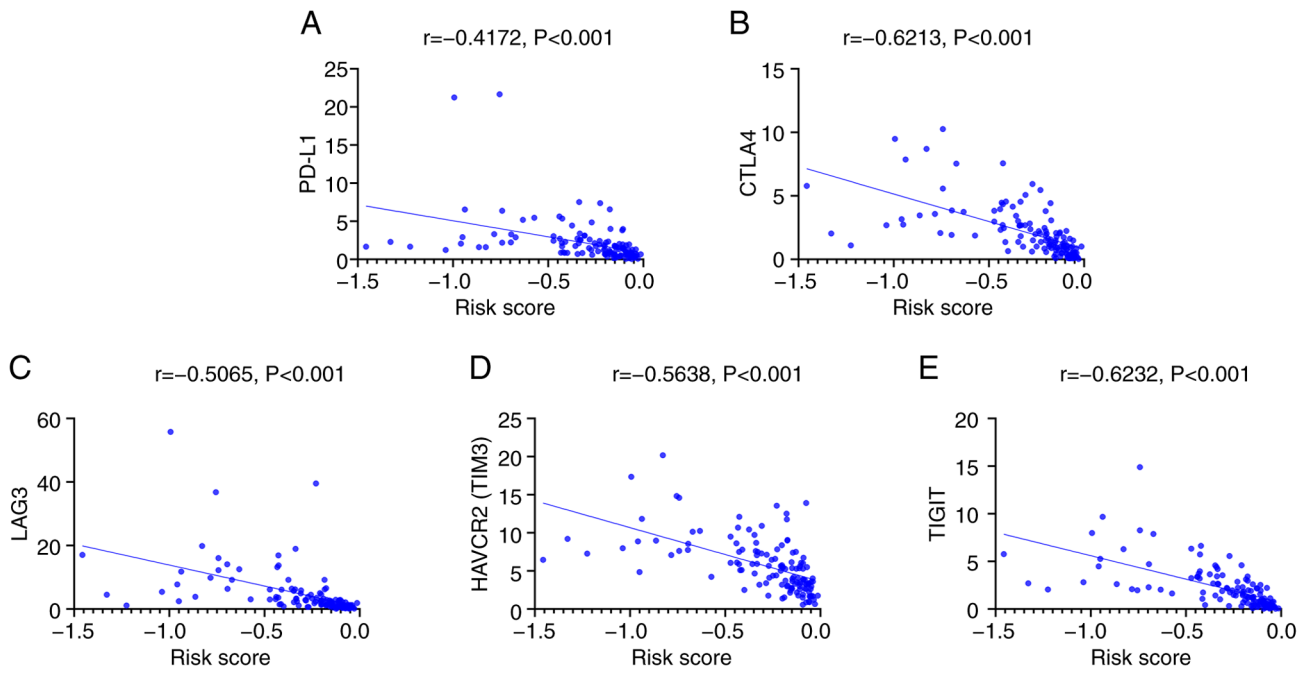 A
r=−0.4172, P<0.001
25
20
15
10
5
0
PD-L1
−1.5
−1.0
−0.5
0.0
Risk score
B
r=−0.6213, P<0.001
15
10
5
0
CTLA4
−1.5
−1.0
−0.5
0.0
Risk score
C
r=−0.5065, P<0.001
60
40
20
0
LAG3
−1.5
−1.0
−0.5
0.0
Risk score
D
r=−0.5638, P<0.001
25
20
15
10
5
0
HAVCR2 (TIM3)
−1.5
−1.0
−0.5
0.0
Risk score
E
r=−0.6232, P<0.001
20
15
10
5
0
TIGIT
−1.5
−1.0
−0.5
0.0
Risk score